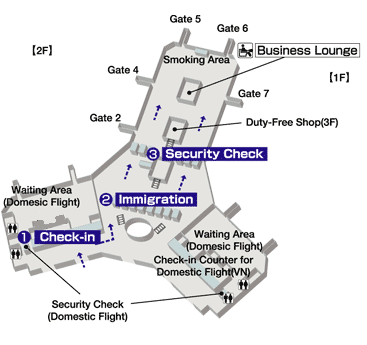 Gate 5
Gate 6
【2F】
Business Lounge
Smoking Area
Gate 4
【1F】
Gate 7
Gate 2
Duty-Free Shop(3F)
3 Security Check
Waiting Area
(Domesic Flight)
2 Immigration
1 Check-in
Waiting Area
(Domesic Flight)
Check-in Counter for
Domestic Flight(VN)
Security Check
(Domestic Flight)